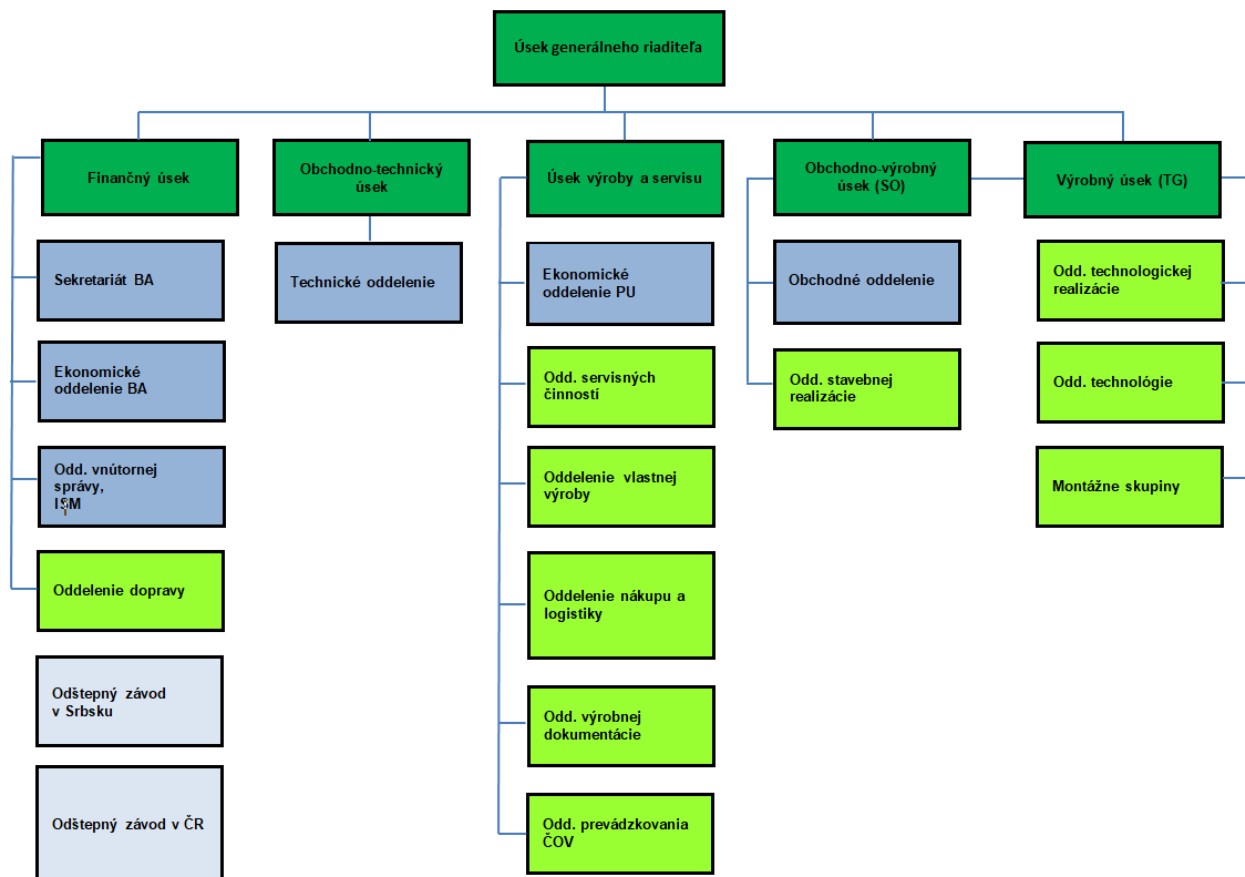 Úsek generálneho riaditeľa
Finančný úsek
Obchodno-technický
úsek
Úsek výroby a servisu
Obchodno-výrobný
úsek (SO)
Výrobný úsek (TG)
Sekretariát BA
Technické oddelenie
Ekonomické
oddelenie PU
Obchodné oddelenie
Odd. technologickej
realizácie
Ekonomické
oddelenie BA
Odd. servisných
činností
Odd. stavebnej
realizácie
Odd. technológie
Odd. vnútornej
správy,
ISM
Oddelenie vlastnej
výroby
Montážne skupiny
Oddelenie dopravy
Oddelenie nákupu a
logistiky
Odštepný závod
v Srbsku
Odd. výrobnej
dokumentácie
Odštepný závod v ČR
Odd. prevádzkovania
ČOV